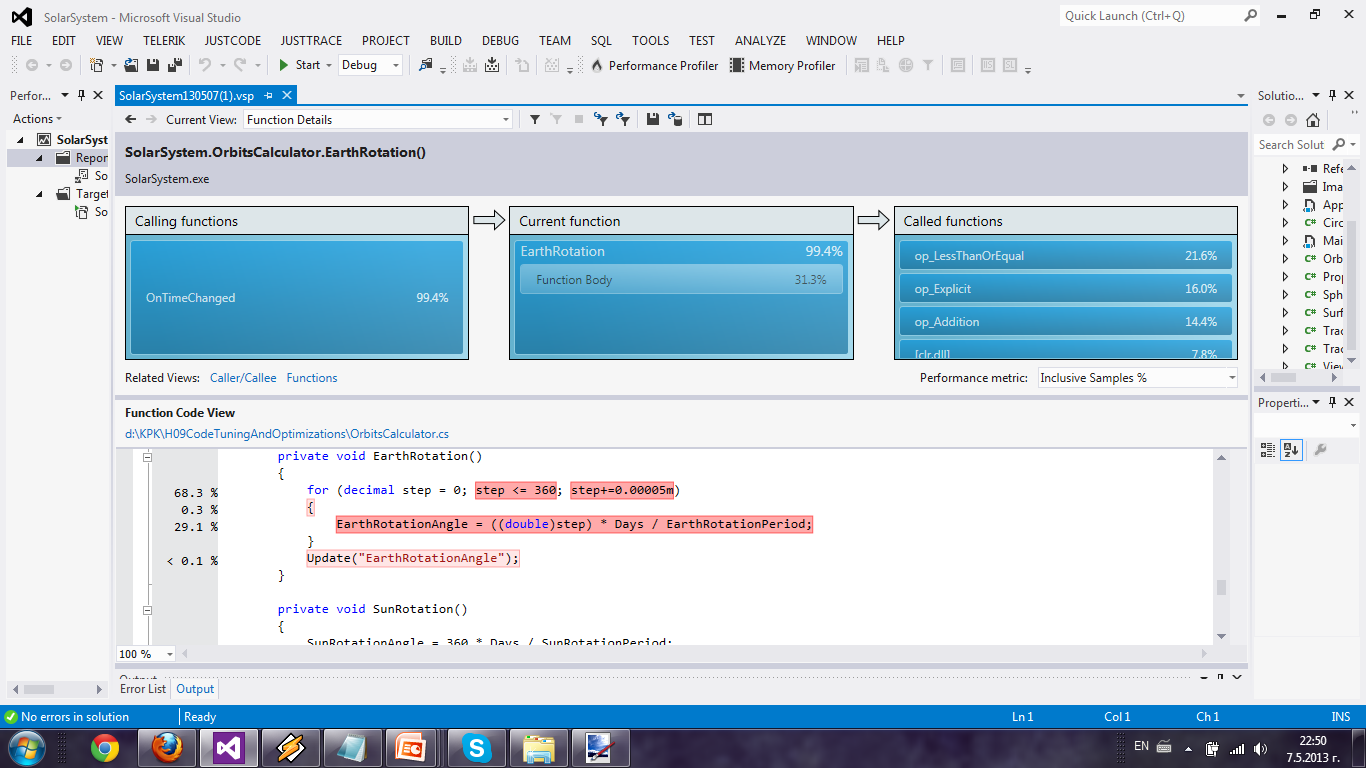 SolarSystem - Microsoft Visual Studio
Quick Launch (Ctrl+Q)
FILE EDIT VIEW TELERIK JUSTCODE JUSTTRACE PROJECT BUILD DEBUG TEAM SQL TOOLS TEST ANALYZE WINDOW HELP
Start Debug Performance Profiler Memory Profiler
Perfor...
SolarSystem130507(1).vsp
Solutio...
Actions
Current View: Function Details
Search Solut
SolarSyst
Repor
So
Target
So
SolarSystem.OrbitsCalculator.EarthRotation()
SolarSystem.exe
Calling functions
Current function
Called functions
OnTimeChanged 99.4%
EarthRotation 99.4%
Function Body 31.3%
op_LessThanOrEqual 21.6%
op_Explicit 16.0%
op_Addition 14.4%
[clr.dll] 7.8%
Refe
Ima
App
C# Circ
Mai
C# Orb
C# Prop
C# Sph
C# Surf
C# Trac
C# Trac
C# View
Related Views: Caller/Callee Functions
Performance metric: Inclusive Samples %
Properti...
Function Code View
d:\KPK\H09CodeTuningAndOptimizations\OrbitsCalculator.cs
private void EarthRotation()
{
68.3 % for (decimal step = 0; step <= 360; step+=0.00005m)
0.3 % {
29.1 % EarthRotationAngle = ((double)step) * Days / EarthRotationPeriod;
}
< 0.1 % Update("EarthRotationAngle");
}
private void SunRotation()
{
SunRotationAngle = 360 * Days / SunRotationPeriod;
100 %
Output
Error List Output
No errors in solution Ready Ln 1 Col 1 Ch 1 INS
EN
22:50
7.5.2013 г.